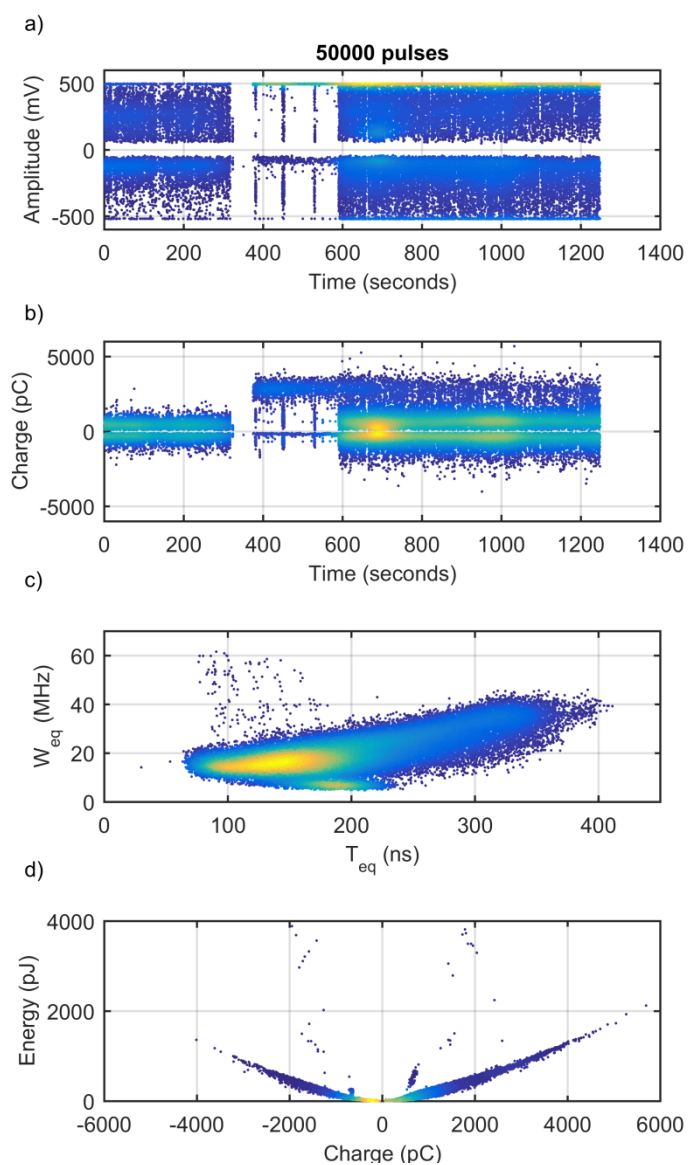 a)
50000 pulses
500
0
-500
Amplitude (mV)
0 200 400 600 800 1000 1200 1400
Time (seconds)
b)
5000
0
-5000
Charge (pC)
0 200 400 600 800 1000 1200 1400
Time (seconds)
c)
60
40
20
0
W_eq (MHz)
100 200 300 400
T_eq (ns)
d)
4000
2000
0
Energy (pJ)
-6000 -4000 -2000 0 2000 4000 6000
Charge (pC)